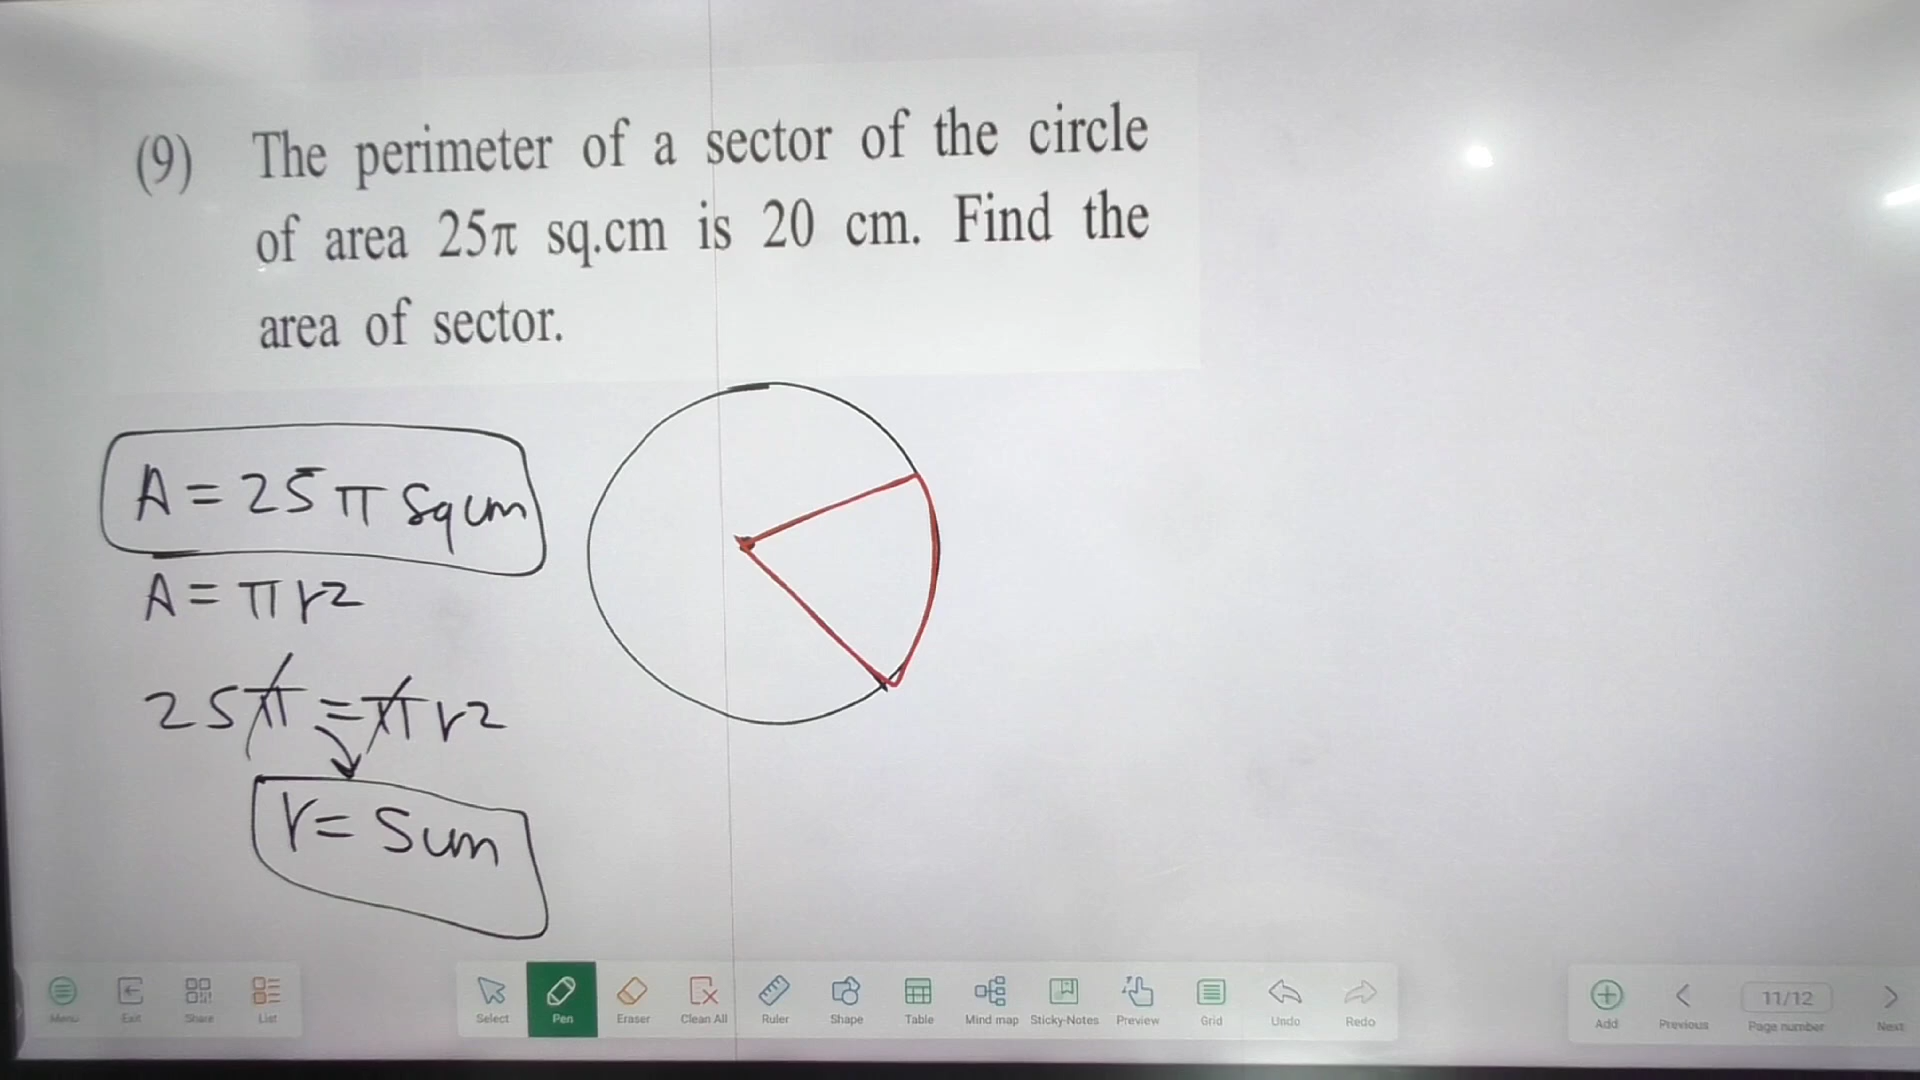 (9) The perimeter of a sector of the circle
of area 25π sq.cm is 20 cm. Find the
area of sector.
A = 25π sqcm
A = πr2
25π = πr2
r = 5cm
Menu Exit Share List Select Pen Eraser Clean All Ruler Shape Table Mind map Sticky-Notes Preview Grid Undo Redo Add Previous 11/12 Page number Next